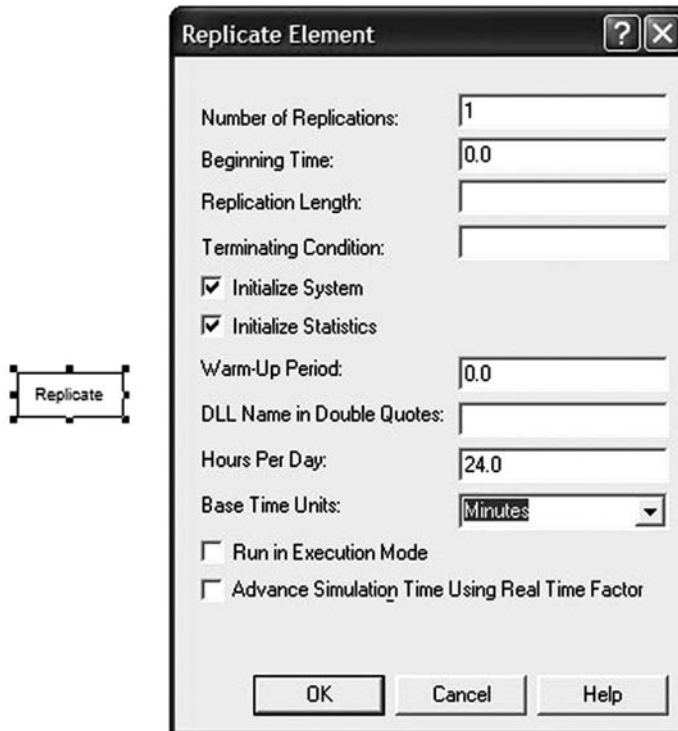 Replicate Element
Number of Replications: 1
Beginning Time: 0.0
Replication Length:
Terminating Condition:
Initialize System
Initialize Statistics
Replicate
Warm-Up Period: 0.0
DLL Name in Double Quotes:
Hours Per Day: 24.0
Base Time Units: Minutes
Run in Execution Mode
Advance Simulation Time Using Real Time Factor
OK Cancel Help